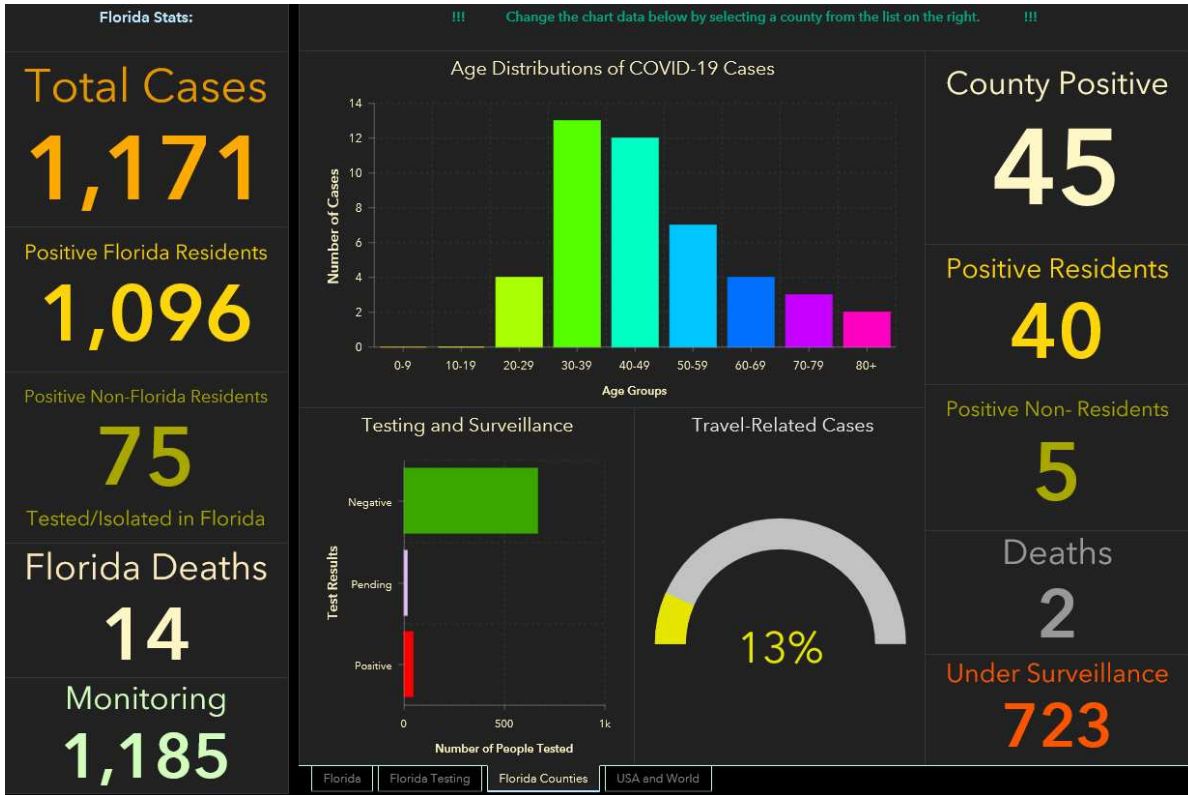 Florida Stats:
!!! Change the chart data below by selecting a county from the list on the right. !!!
Total Cases
1,171
Positive Florida Residents
1,096
Positive Non-Florida Residents
75
Tested/Isolated in Florida
Florida Deaths
14
Monitoring
1,185
Age Distributions of COVID-19 Cases
Number of Cases
14
12
10
8
6
4
2
0
0-9 10-19 20-29 30-39 40-49 50-59 60-69 70-79 80+
Age Groups
Testing and Surveillance
Test Results
Negative
Pending
Positive
0 500 1k
Number of People Tested
Travel-Related Cases
13%
County Positive
45
Positive Residents
40
Positive Non- Residents
5
Deaths
2
Under Surveillance
723
Florida Florida Testing Florida Counties USA and World